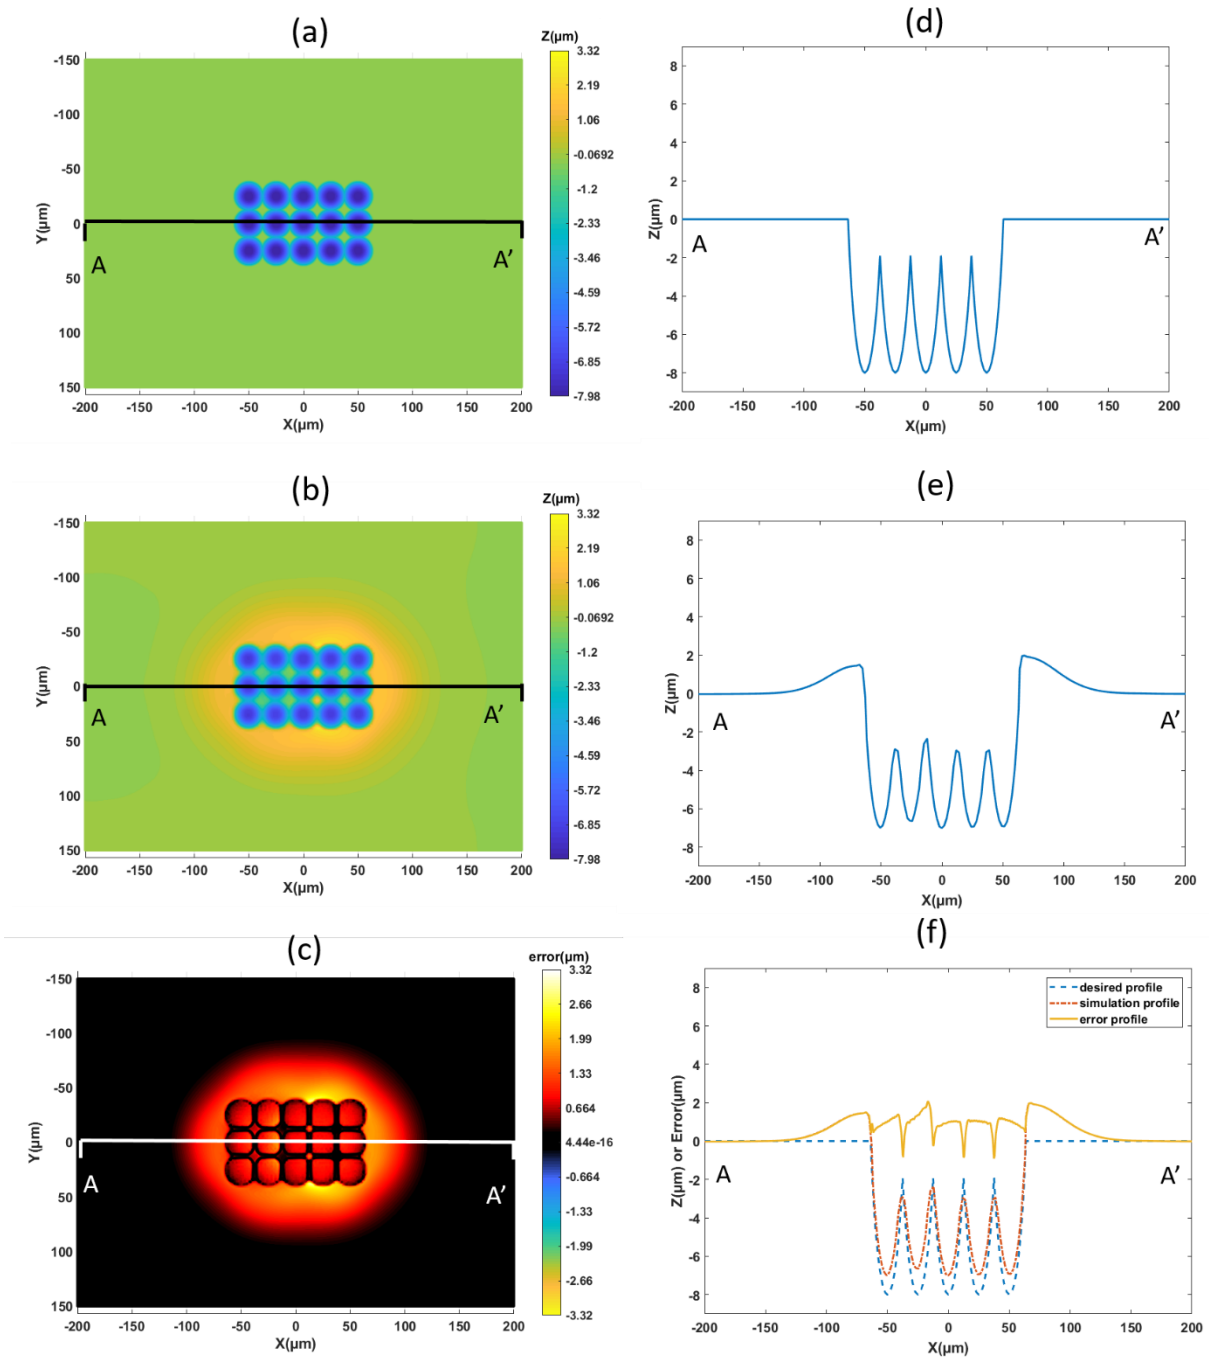 (a)
Z(µm)
3.32
2.19
1.06
-0.0692
-1.2
-2.33
-3.46
-4.59
-5.72
-6.85
-7.98
-150
-100
-50
0
50
100
150
Y(µm)
A
A’
-200 -150 -100 -50 0 50 100 150 200
X(µm)
(d)
8
6
4
2
0
-2
-4
-6
-8
Z(µm)
A
A’
-200 -150 -100 -50 0 50 100 150 200
X(µm)
(b)
Z(µm)
3.32
2.19
1.06
-0.0692
-1.2
-2.33
-3.46
-4.59
-5.72
-6.85
-7.98
-150
-100
-50
0
50
100
150
Y(µm)
A
A’
-200 -150 -100 -50 0 50 100 150 200
X(µm)
(e)
8
6
4
2
0
-2
-4
-6
-8
Z(µm)
A
A’
-200 -150 -100 -50 0 50 100 150 200
X(µm)
(c)
error(µm)
3.32
2.66
1.99
1.33
0.664
4.44e-16
-0.664
-1.33
-1.99
-2.66
-3.32
-150
-100
-50
0
50
100
150
Y(µm)
A
A’
-200 -150 -100 -50 0 50 100 150 200
X(µm)
(f)
desired profile
simulation profile
error profile
8
6
4
2
0
-2
-4
-6
-8
Z(µm) or Error(µm)
A
A’
-200 -150 -100 -50 0 50 100 150 200
X(µm)